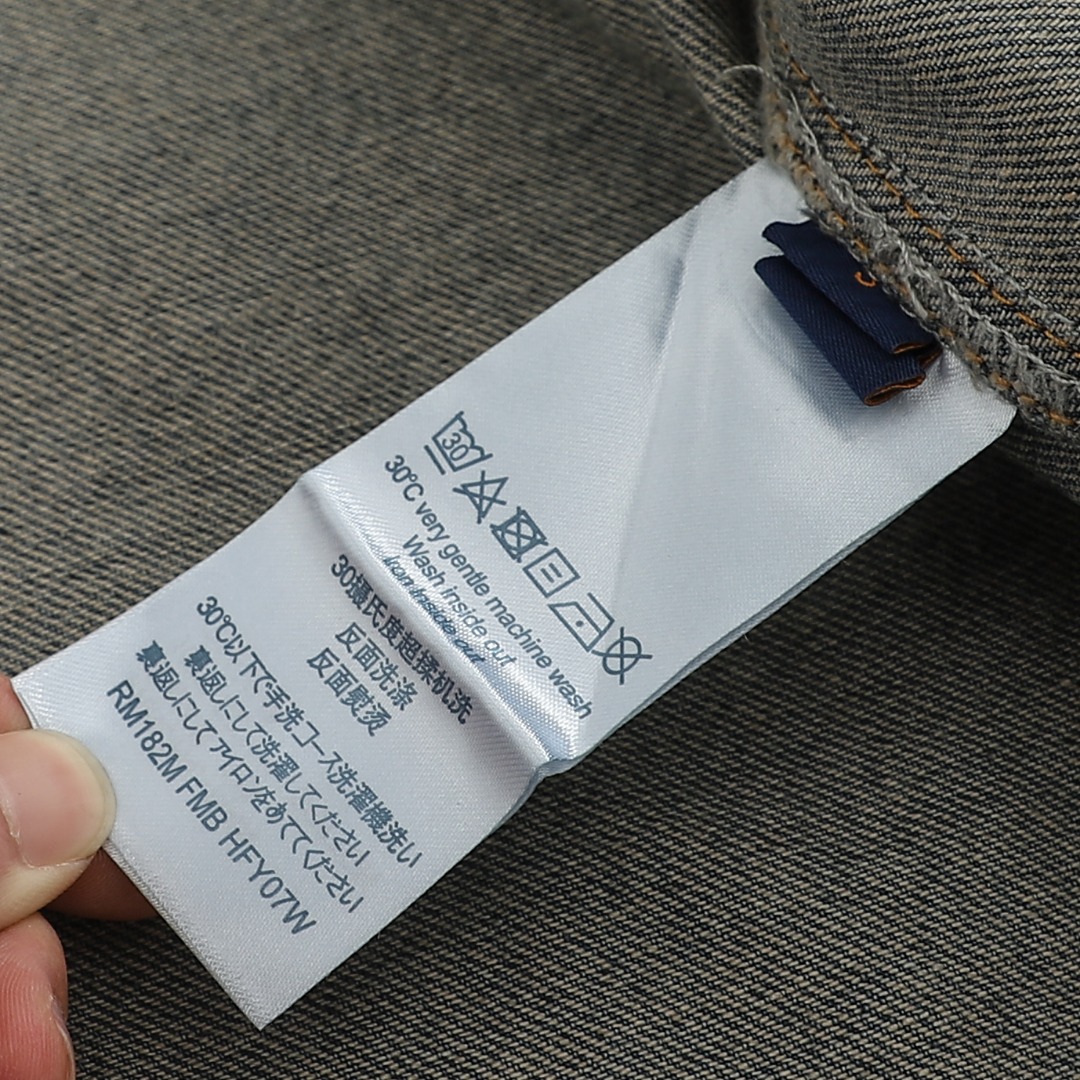 30
30°C very gentle machine wash
Wash inside out
Iron inside out
30攝氏度超揉机洗
反面洗涤
反面熨烫
30℃以下で手洗コース洗濯機洗い
裏返しにして洗濯してください
裏返しにしてアイロンをあててください
RM182M FMB HFY07W